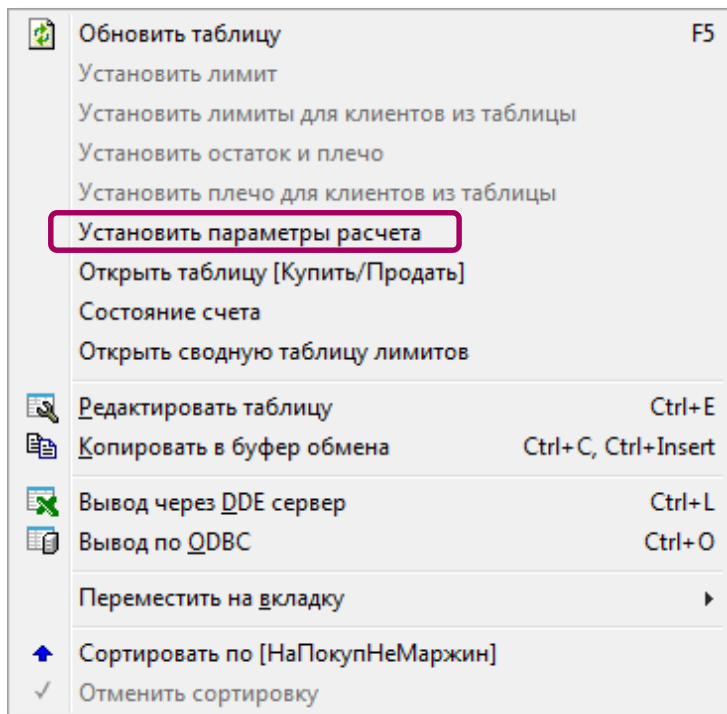 Обновить таблицу F5
Установить лимит
Установить лимиты для клиентов из таблицы
Установить остаток и плечо
Установить плечо для клиентов из таблицы
Установить параметры расчета
Открыть таблицу [Купить/Продать]
Состояние счета
Открыть сводную таблицу лимитов
Редактировать таблицу Ctrl+E
Копировать в буфер обмена Ctrl+C, Ctrl+Insert
Вывод через DDE сервер Ctrl+L
Вывод по ODBC Ctrl+O
Переместить на вкладку
Сортировать по [НаПокупНеМаржин]
Отменить сортировку